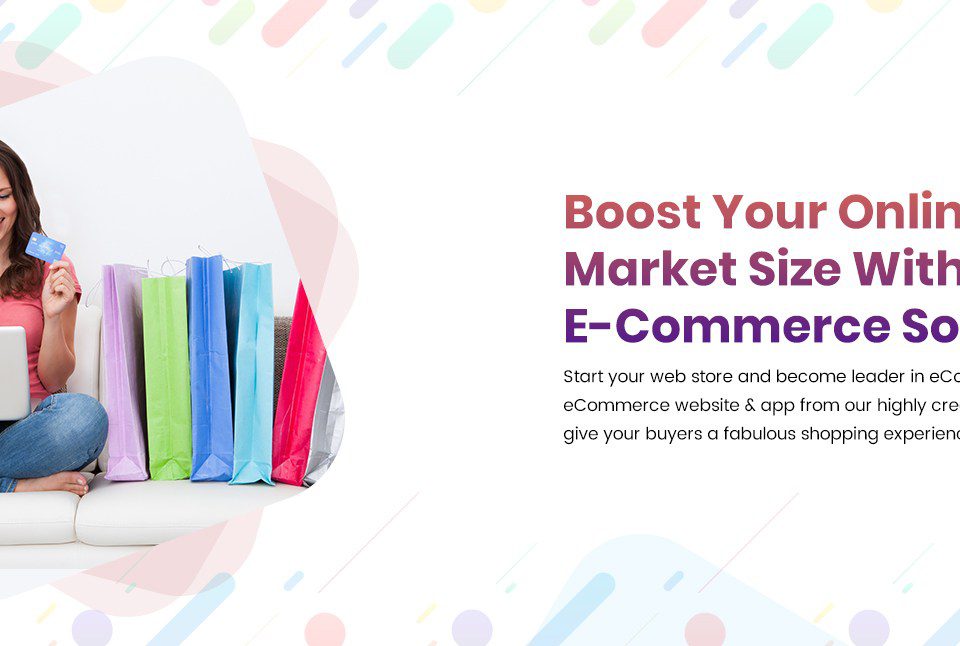 Boost Your Onlin
Market Size With
E-Commerce So
Start your web store and become leader in eCo
eCommerce website & app from our highly cre
give your buyers a fabulous shopping experienc